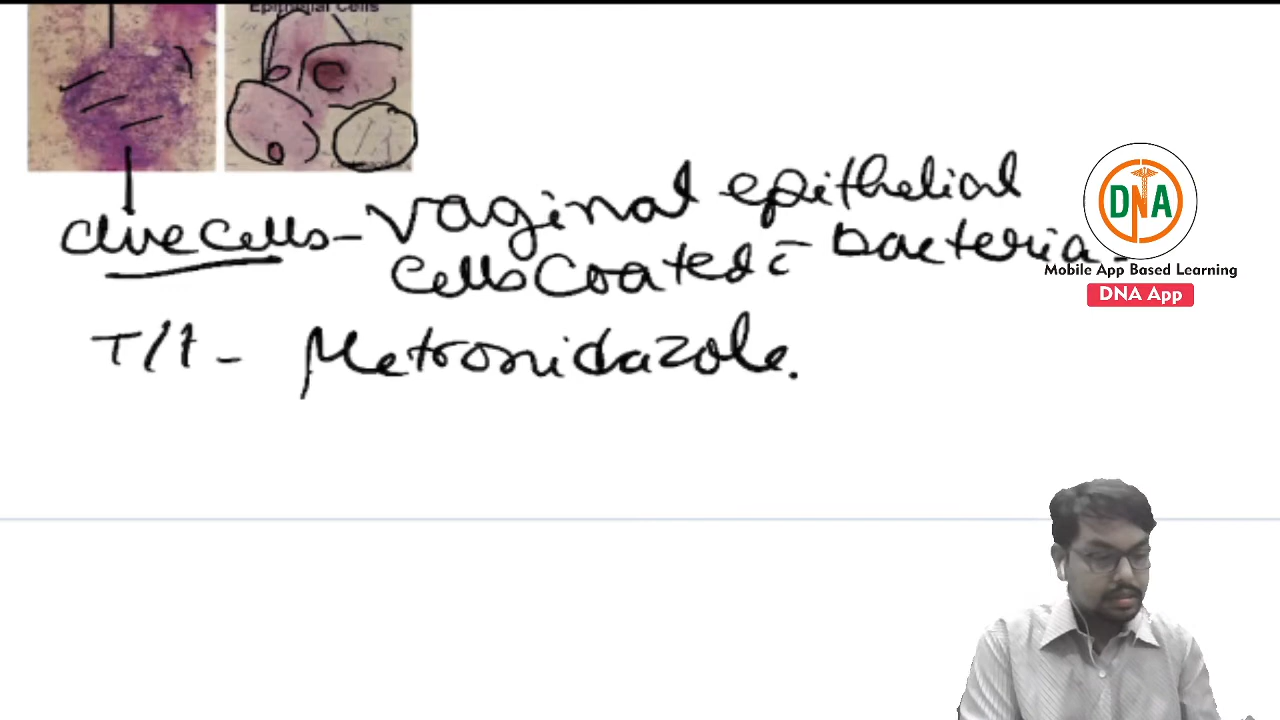 Epithelial Cells
clue cells - vaginal epithelial
cells coated c̄ bacteria.
T/t - Metronidazole.
DNA
Mobile App Based Learning
DNA App